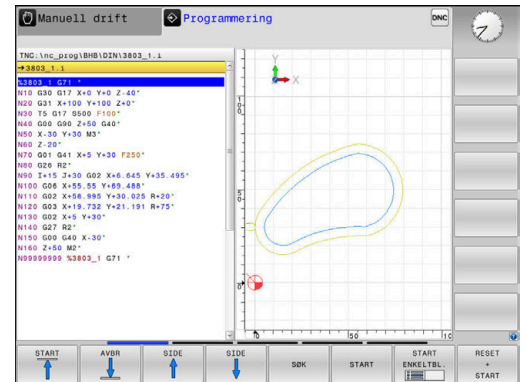 Manuell drift
Programmering
DNC
TNC:\nc_prog\BHB\DIN\3803_1.i
→3803_1.i
%3803_1 G71 *
N10 G30 G17 X+0 Y+0 Z-40*
N20 G31 X+100 Y+100 Z+0*
N30 T5 G17 S500 F100*
N40 G00 G90 Z+50 G40*
N50 X-30 Y+30 M3*
N60 Z-20*
N70 G01 G41 X+5 Y+30 F250*
N80 G26 R2*
N90 I+15 J+30 G02 X+6.645 Y+35.495*
N100 G06 X+55.55 Y+69.488*
N110 G02 X+58.995 Y+30.025 R+20*
N120 G03 X+19.732 Y+21.191 R+75*
N130 G02 X+5 Y+30*
N140 G27 R2*
N150 G00 G40 X-30*
N160 Z+50 M2*
N99999999 %3803_1 G71 *
Y
X
100
50
0
0
50
START
AVBR
SIDE
SIDE
SØK
START
START
ENKELTBL.
RESET
+
START